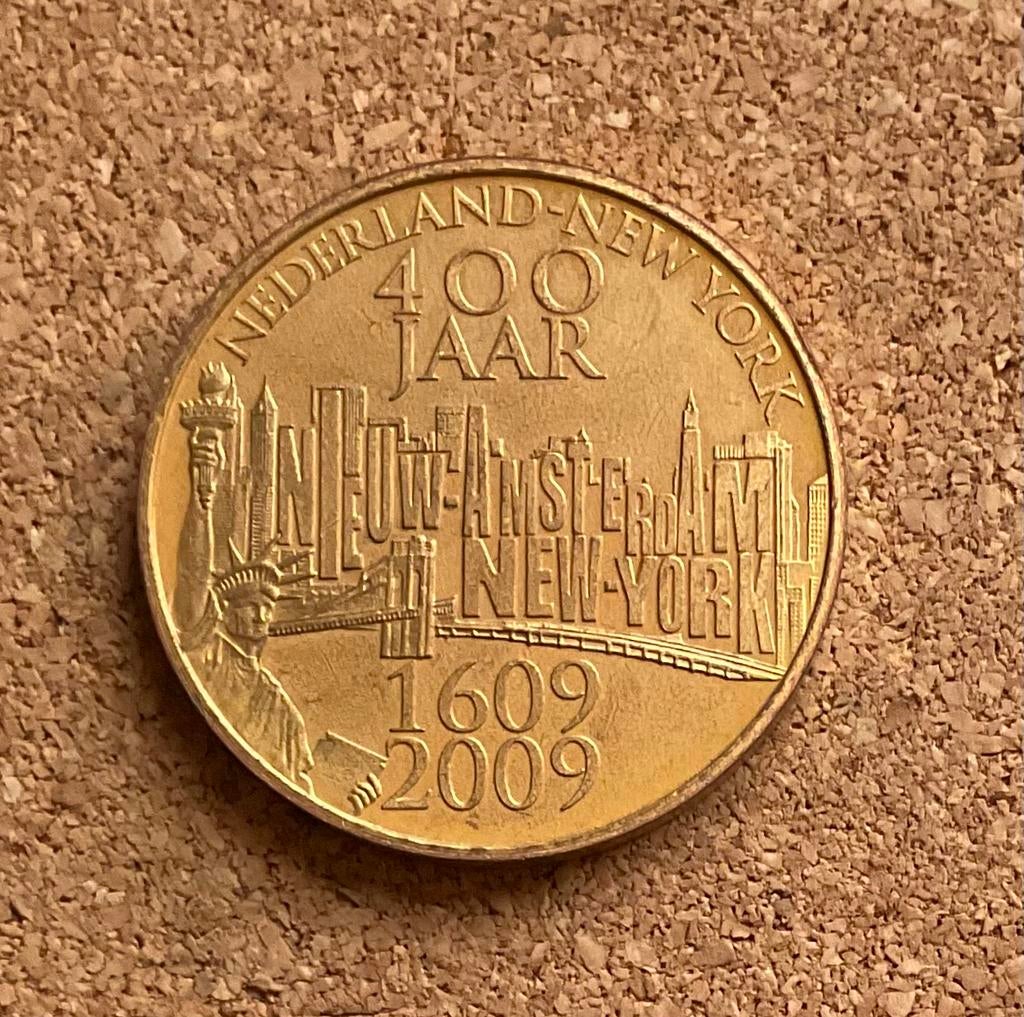 NEDERLAND-NEW YORK
400
JAAR
NIEUW-AMSTERDAM
NEW-YORK
1609
2009